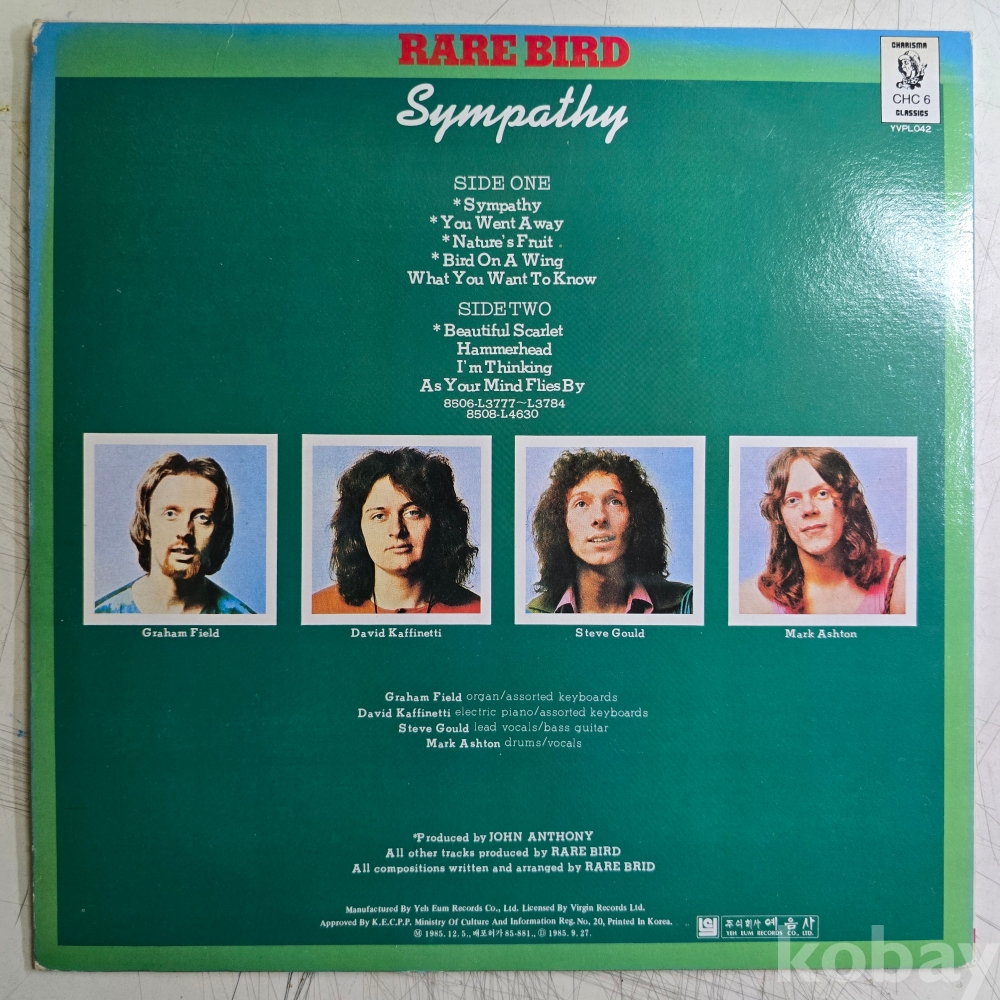 RARE BIRD
Sympathy
CHARISMA
CHC 6
CLASSICS
YVPL042
SIDE ONE
*Sympathy
*You Went Away
*Nature's Fruit
*Bird On A Wing
What You Want To Know
SIDE TWO
*Beautiful Scarlet
Hammerhead
I'm Thinking
As Your Mind Flies By
8506-L3777~L3784
8508-L4630
Graham Field
David Kaffinetti
Steve Gould
Mark Ashton
Graham Field organ/assorted keyboards
David Kaffinetti electric piano/assorted keyboards
Steve Gould lead vocals/bass guitar
Mark Ashton drums/vocals
*Produced by JOHN ANTHONY
All other tracks produced by RARE BIRD
All compositions written and arranged by RARE BRID
Manufactured By Yeh Eum Records Co., Ltd. Licensed By Virgin Records Ltd.
Approved By K.E.C.P.P. Ministry Of Culture And Information Reg. No. 20, Printed In Korea.
Ⓜ 1985. 12. 5., 배포허가 85-881., Ⓓ 1985. 9. 27.
주식회사 예음사
YEH EUM RECORDS CO., LTD.
kobay